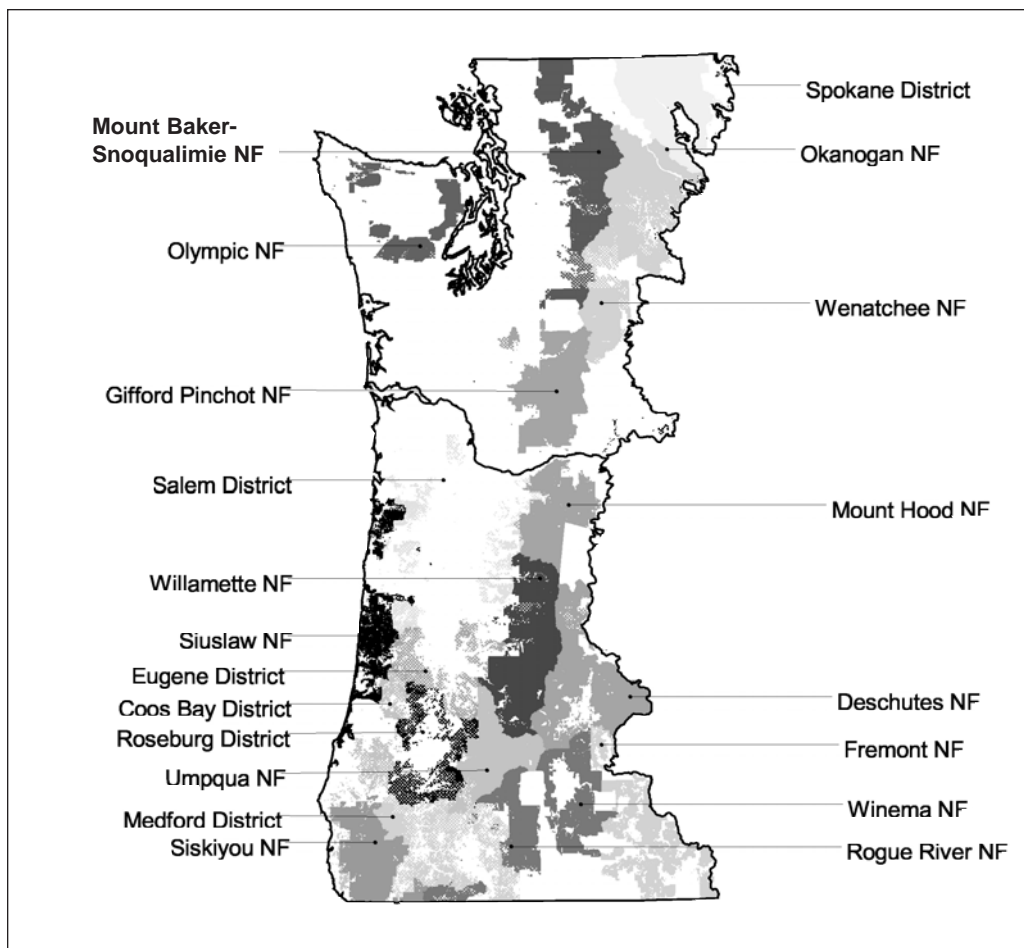 Spokane District
Mount Baker-
Snoqualimie NF
Okanogan NF
Olympic NF
Wenatchee NF
Gifford Pinchot NF
Salem District
Mount Hood NF
Willamette NF
Siuslaw NF
Eugene District
Deschutes NF
Coos Bay District
Roseburg District
Fremont NF
Umpqua NF
Winema NF
Medford District
Siskiyou NF
Rogue River NF